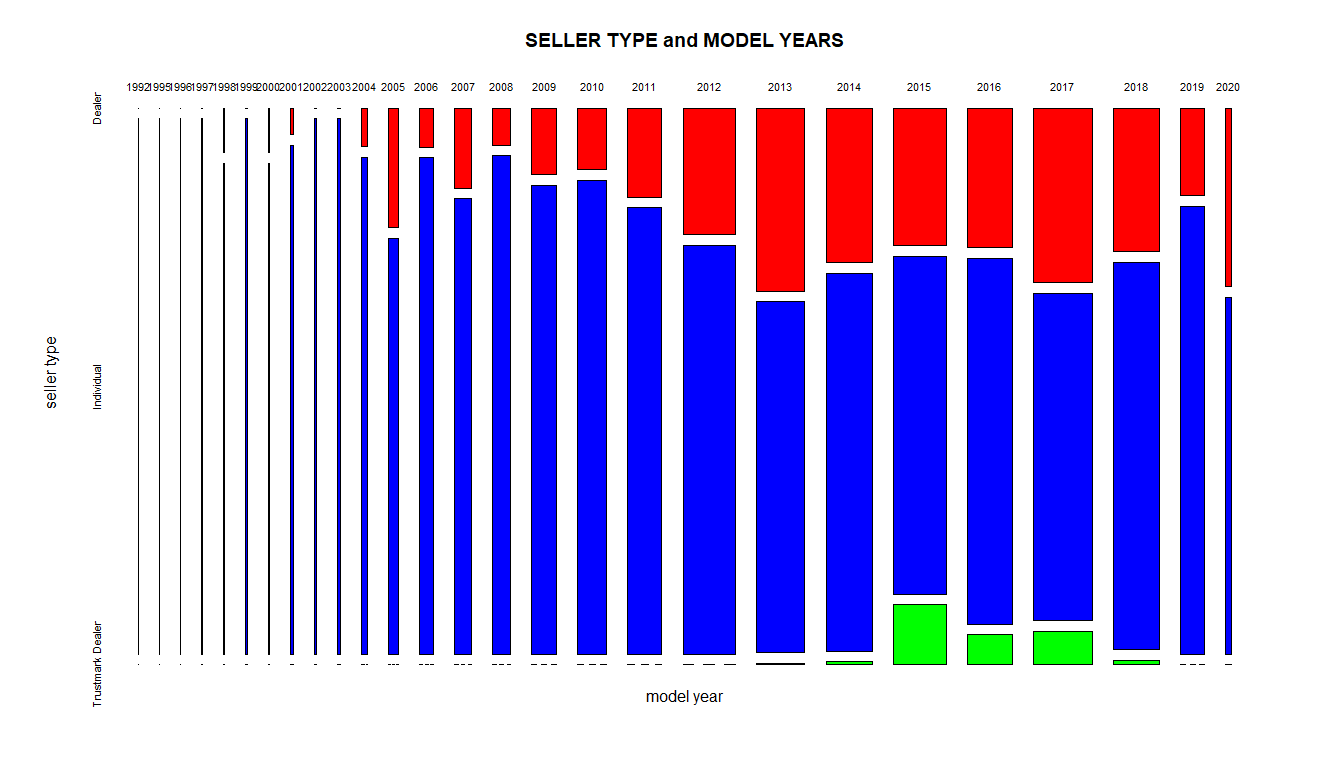 SELLER TYPE and MODEL YEARS
1992 1995 1996 1997 1998 1999 2000 2001 2002 2003 2004 2005 2006 2007 2008 2009 2010 2011 2012 2013 2014 2015 2016 2017 2018 2019 2020
Dealer
Individual
Trustmark Dealer
seller type
model year